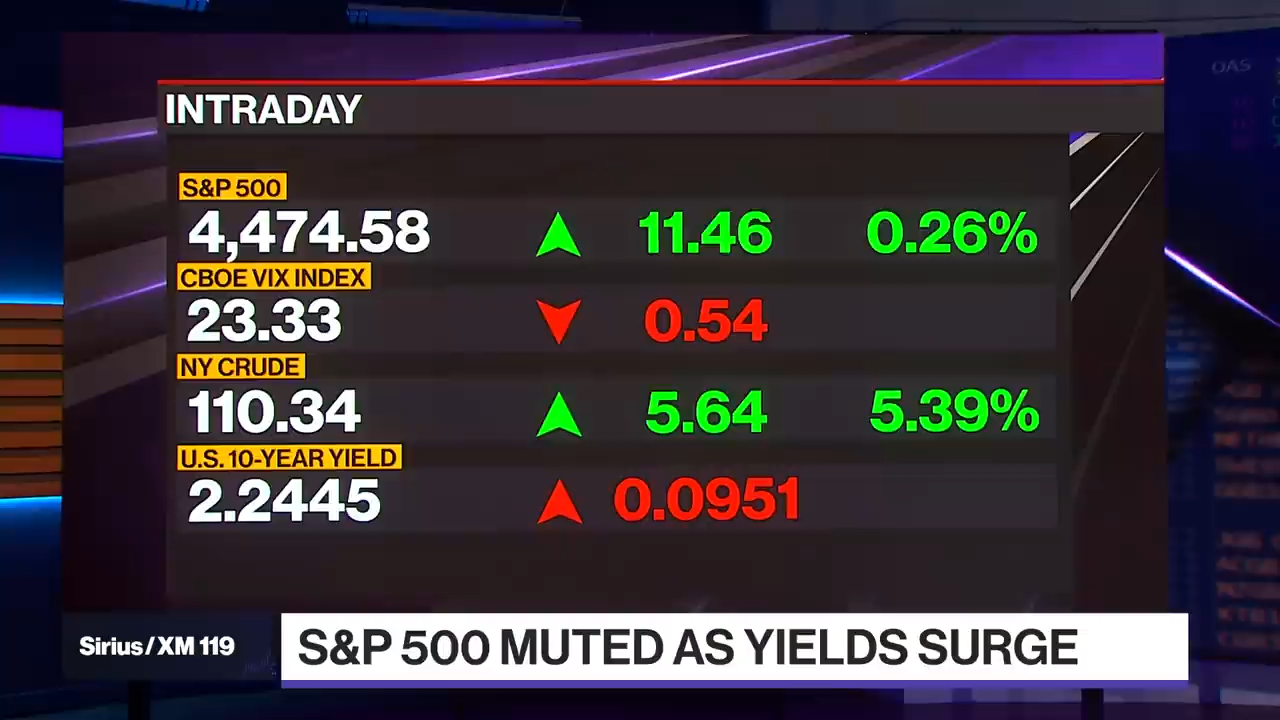 OAS
INTRADAY
S&P 500
4,474.58 11.46 0.26%
CBOE VIX INDEX
23.33 0.54
NY CRUDE
110.34 5.64 5.39%
U.S. 10-YEAR YIELD
2.2445 0.0951
Sirius/XM 119
S&P 500 MUTED AS YIELDS SURGE